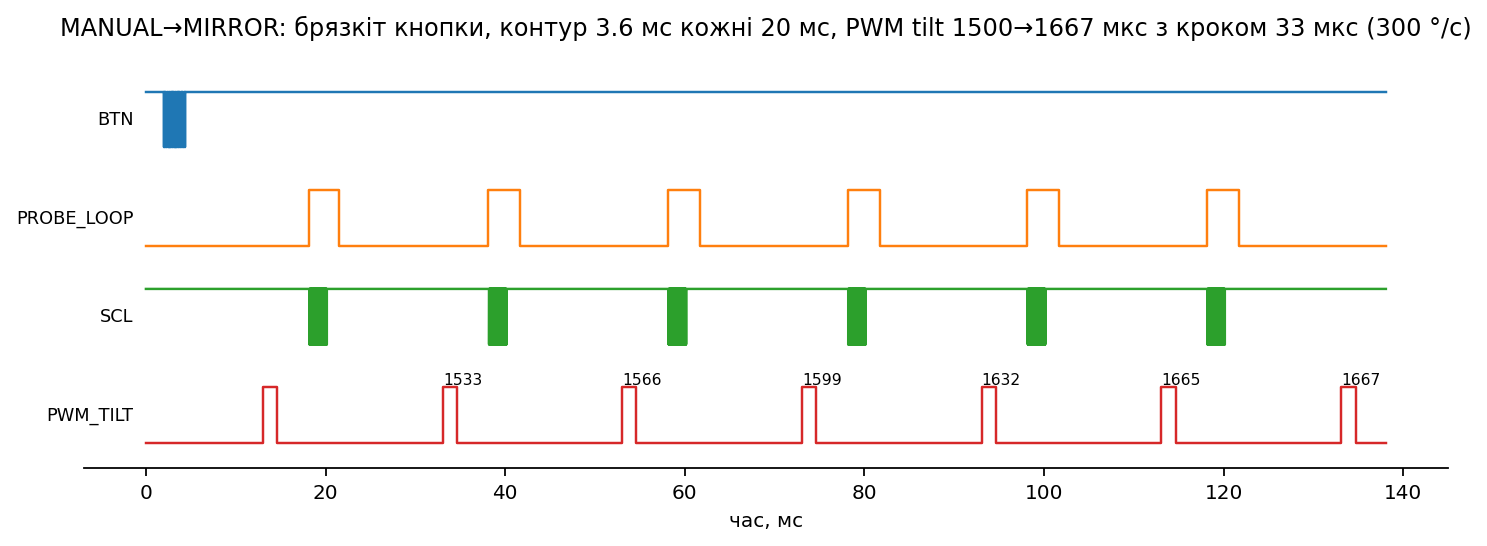 MANUAL→MIRROR: брязкіт кнопки, контур 3.6 мс кожні 20 мс, PWM tilt 1500→1667 мкс з кроком 33 мкс (300 °/с)
BTN
PROBE_LOOP
SCL
1533 1566 1599 1632 1665 1667
PWM_TILT
0 20 40 60 80 100 120 140
час, мс